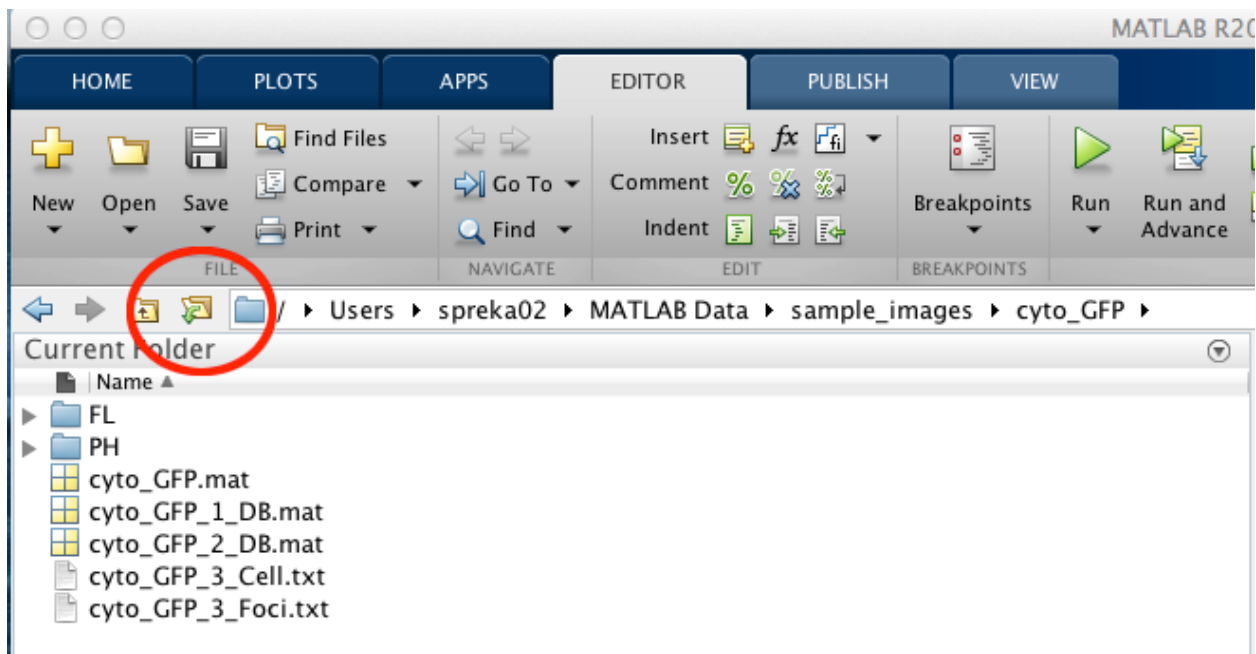 MATLAB R20
HOME PLOTS APPS EDITOR PUBLISH VIEW
Find Files Insert fx fi
Compare Go To Comment % % %
New Open Save Breakpoints Run Run and Advance
Print Find Indent
FILE NAVIGATE EDIT BREAKPOINTS
/ Users spreka02 MATLAB Data sample_images cyto_GFP
Current Folder
Name
FL
PH
cyto_GFP.mat
cyto_GFP_1_DB.mat
cyto_GFP_2_DB.mat
cyto_GFP_3_Cell.txt
cyto_GFP_3_Foci.txt